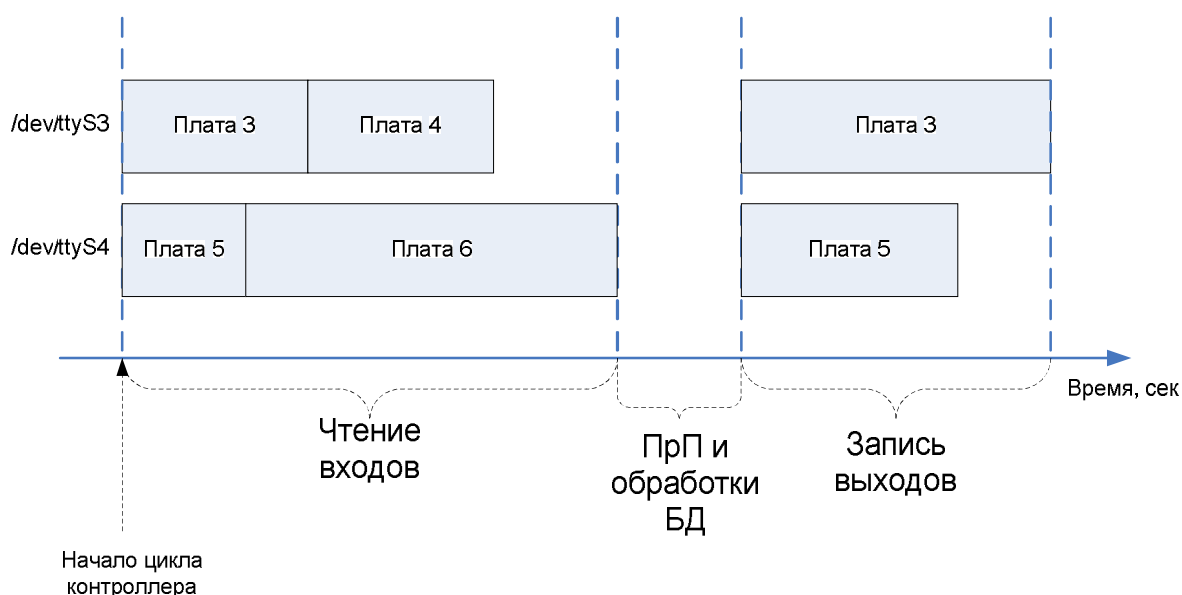 /dev/ttyS3
Плата 3
Плата 4
Плата 3
/dev/ttyS4
Плата 5
Плата 6
Плата 5
Время, сек
Чтение
входов
ПрП и
обработки
БД
Запись
выходов
Начало цикла
контроллера